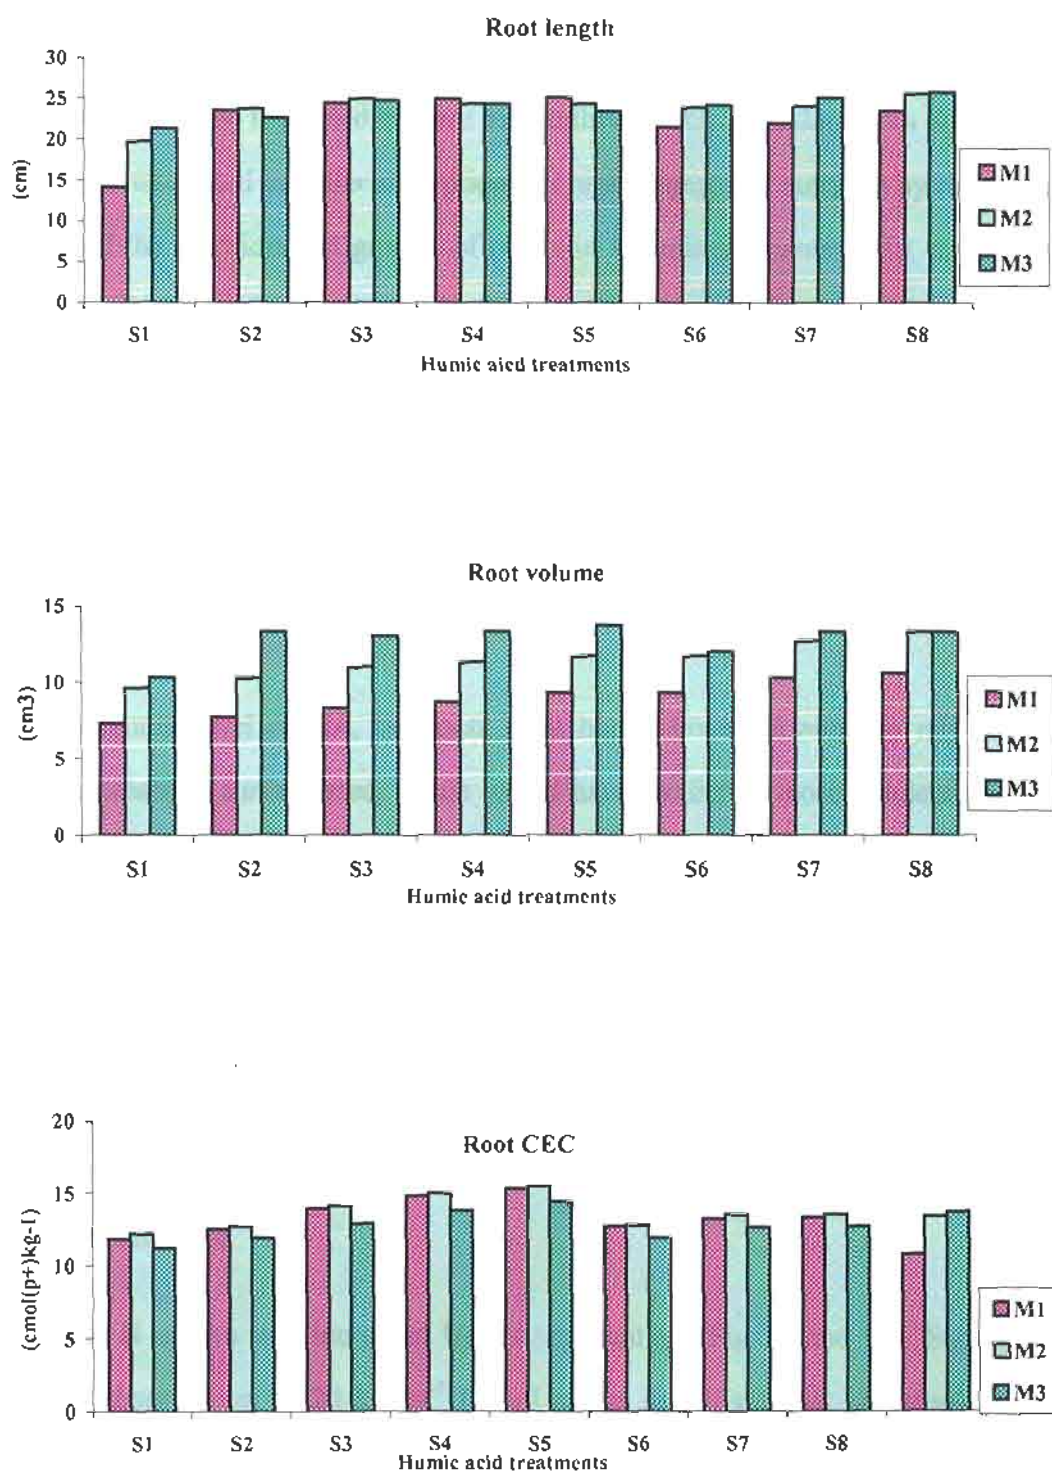 Root length
30
25
20
15
10
5
0
(cm)
S1 S2 S3 S4 S5 S6 S7 S8
Humic aicd treatments
M1
M2
M3
Root volume
15
10
5
0
(cm3)
S1 S2 S3 S4 S5 S6 S7 S8
Humic acid treatments
M1
M2
M3
Root CEC
20
15
10
5
0
(cmol(p+)kg-1)
S1 S2 S3 S4 S5 S6 S7 S8
Humic acid treatments
M1
M2
M3